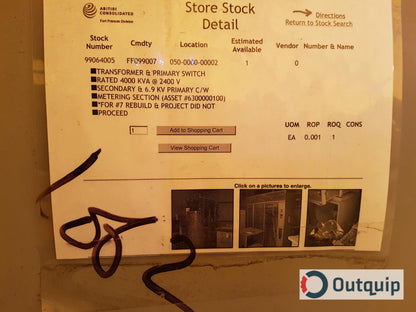 ABITIBI
CONSOLIDATED
Fort Frances Division
Store Stock
Detail
Directions
Return to Stock Search
Stock Number Cmdty Location Estimated Available Vendor Number & Name
99064005 FF099007 050-0000-00002 1 0
■TRANSFORMER & PRIMARY SWITCH
■RATED 4000 KVA @ 2400 V
■SECONDARY & 6.9 KV PRIMARY C/W
■METERING SECTION (ASSET #6300000100)
■*FOR #7 REBUILD & PROJECT DID NOT
■PROCEED
UOM ROP ROQ CONS
1 Add to Shopping Cart
EA 0.001 1
View Shopping Cart
Click on a pictures to enlarge.
Outquip